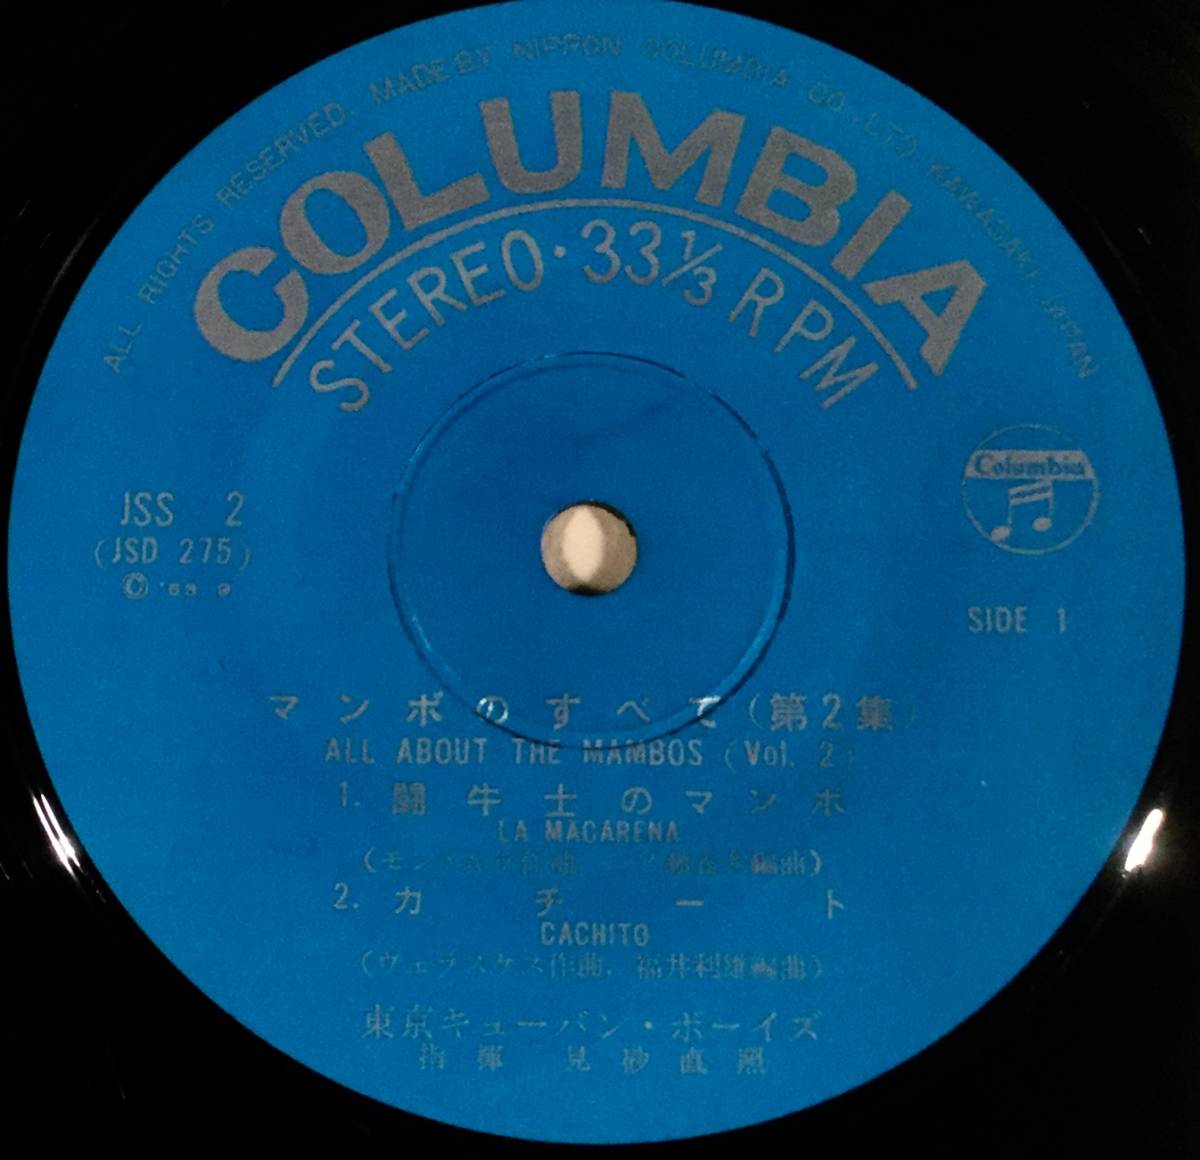 ALL RIGHTS RESERVED. MADE BY NIPPON COLUMBIA CO., LTD. KAWASAKI, JAPAN
COLUMBIA
STEREO・33⅓ RPM
Columbia
JSS 2
(JSD 275)
SIDE 1
マンボのすべて(第2集)
ALL ABOUT THE MAMBOS (Vol. 2)
1. 闘牛士のマンボ
LA MACARENA
編曲)
2. カチート
CACHITO
(ヴェラスケス作曲, 福井利雄編曲)
東京キューバン・ボーイズ
指揮 見砂直照